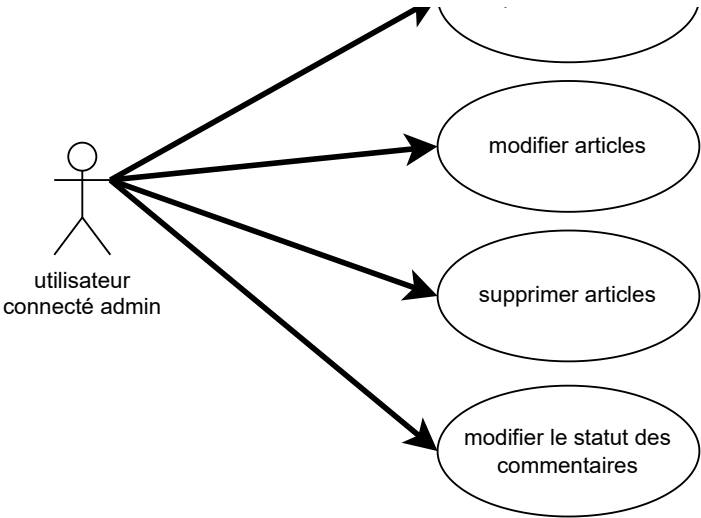 modifier articles
utilisateur
connecté admin
supprimer articles
modifier le statut des
commentaires